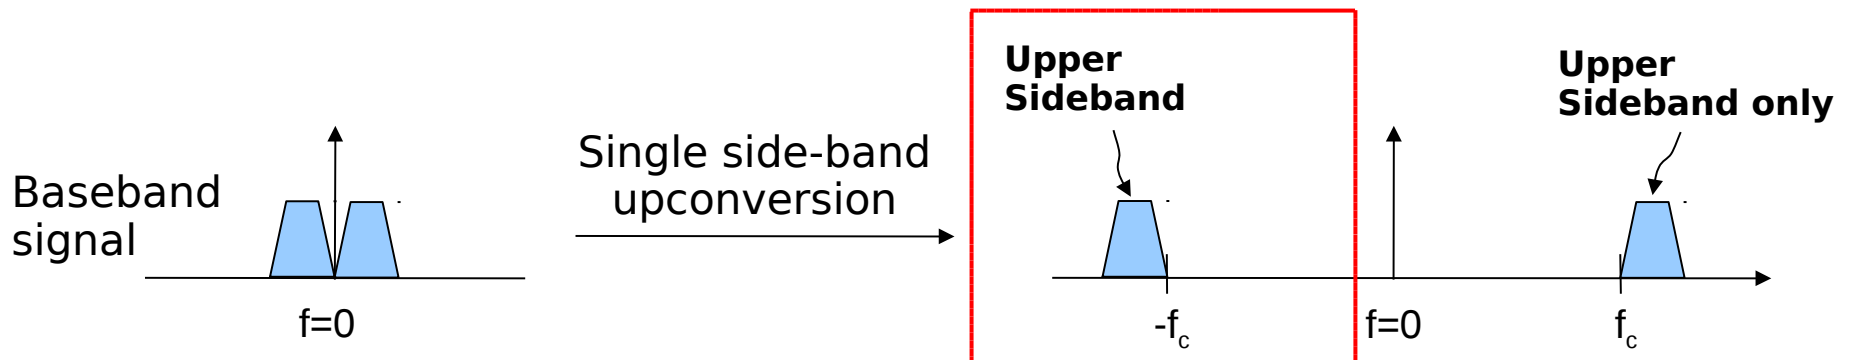 Baseband
signal
f=0
Single side-band
upconversion
Upper
Sideband
Upper
Sideband only
-fc
f=0
fc